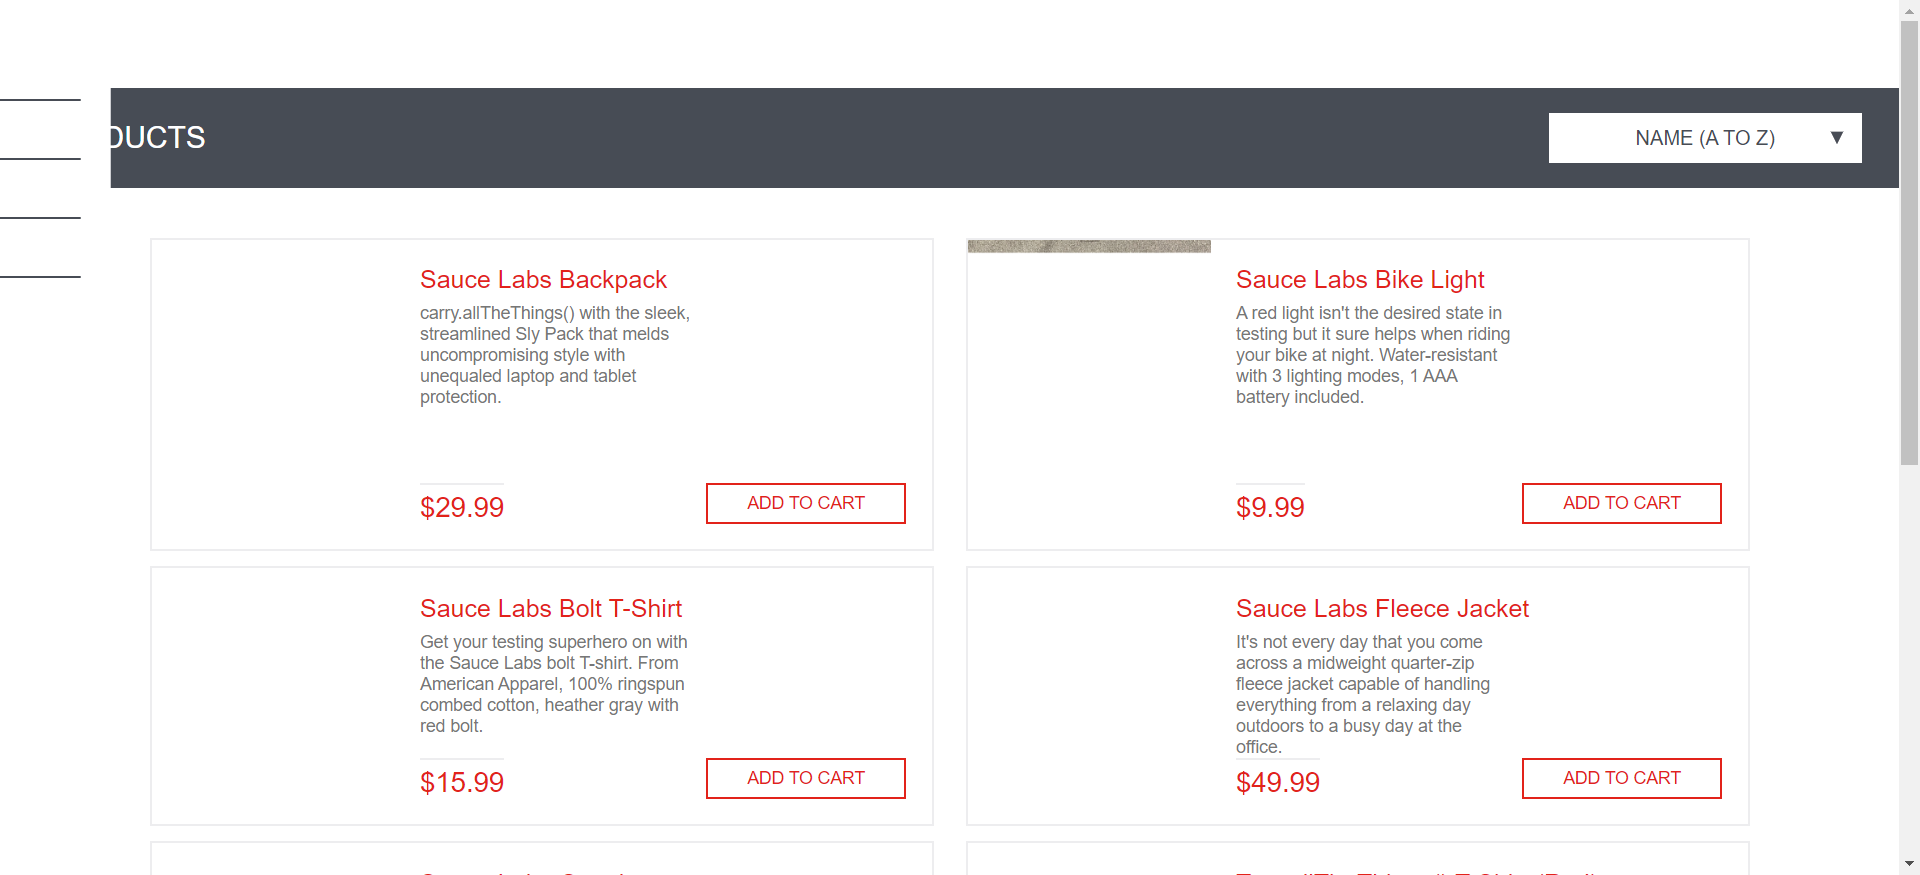 DUCTS
NAME (A TO Z)
Sauce Labs Backpack
carry.allTheThings() with the sleek,
streamlined Sly Pack that melds
uncompromising style with
unequaled laptop and tablet
protection.
$29.99
ADD TO CART
Sauce Labs Bike Light
A red light isn't the desired state in
testing but it sure helps when riding
your bike at night. Water-resistant
with 3 lighting modes, 1 AAA
battery included.
$9.99
ADD TO CART
Sauce Labs Bolt T-Shirt
Get your testing superhero on with
the Sauce Labs bolt T-shirt. From
American Apparel, 100% ringspun
combed cotton, heather gray with
red bolt.
$15.99
ADD TO CART
Sauce Labs Fleece Jacket
It's not every day that you come
across a midweight quarter-zip
fleece jacket capable of handling
everything from a relaxing day
outdoors to a busy day at the
office.
$49.99
ADD TO CART